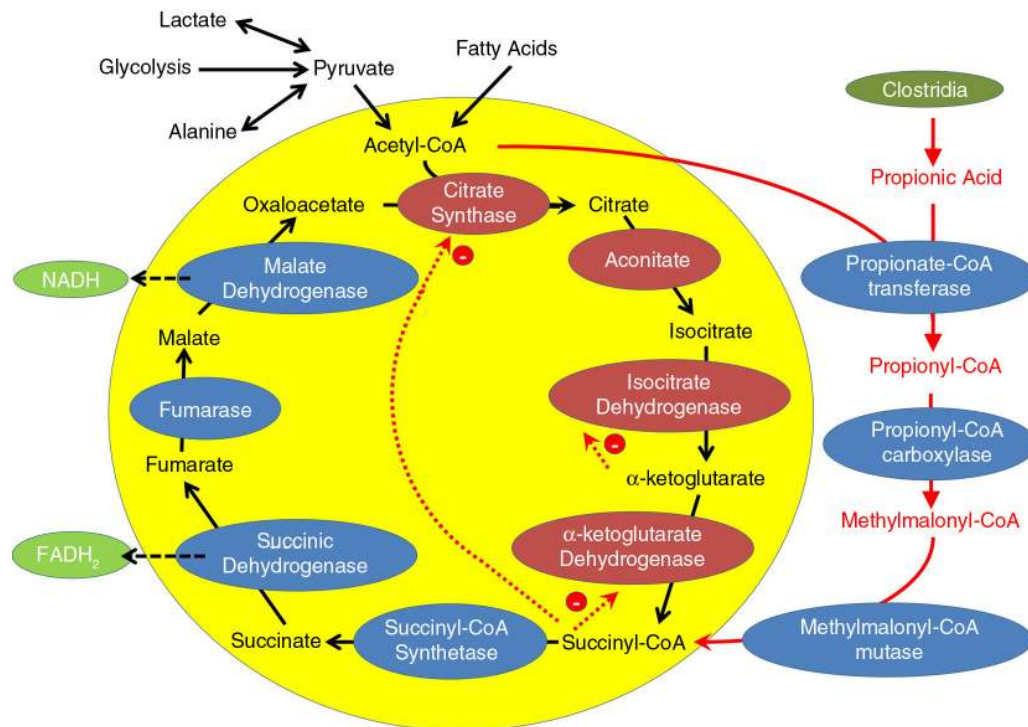 Lactate
Glycolysis
Pyruvate
Alanine
Fatty Acids
Acetyl-CoA
Oxaloacetate
Citrate
Synthase
Citrate
Aconitate
Isocitrate
Isocitrate
Dehydrogenase
-
α-ketoglutarate
α-ketoglutarate
Dehydrogenase
-
Succinyl-CoA
Succinyl-CoA
Synthetase
Succinate
Succinic
Dehydrogenase
FADH₂
Fumarate
Fumarase
Malate
Malate
Dehydrogenase
NADH
-
Clostridia
Propionic Acid
Propionate-CoA
transferase
Propionyl-CoA
Propionyl-CoA
carboxylase
Methylmalonyl-CoA
Methylmalonyl-CoA
mutase